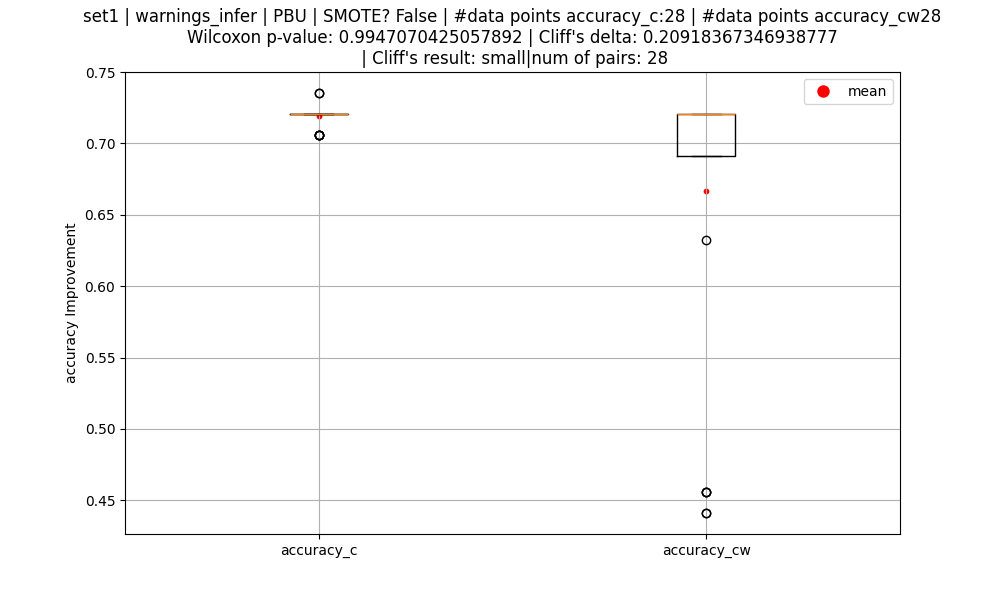 set1 | warnings_infer | PBU | SMOTE? False | #data points accuracy_c:28 | #data points accuracy_cw28
Wilcoxon p-value: 0.9947070425057892 | Cliff's delta: 0.20918367346938777
| Cliff's result: small|num of pairs: 28
mean
0.75
0.70
0.65
0.60
0.55
0.50
0.45
accuracy Improvement
accuracy_c
accuracy_cw